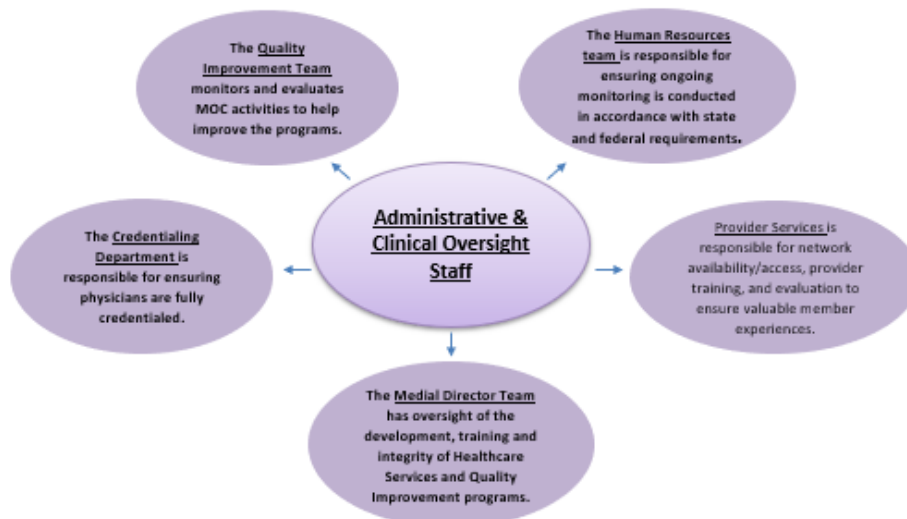 The Quality
Improvement Team
monitors and evaluates
MOC activities to help
improve the programs.
The Human Resources
team is responsible for
ensuring ongoing
monitoring is conducted
in accordance with state
and federal requirements.
Administrative &
Clinical Oversight
Staff
The Credentialing
Department is
responsible for ensuring
physicians are fully
credentialed.
Provider Services is
responsible for network
availability/access, provider
training, and evaluation to
ensure valuable member
experiences.
The Medial Director Team
has oversight of the
development, training and
integrity of Healthcare
Services and Quality
Improvement programs.